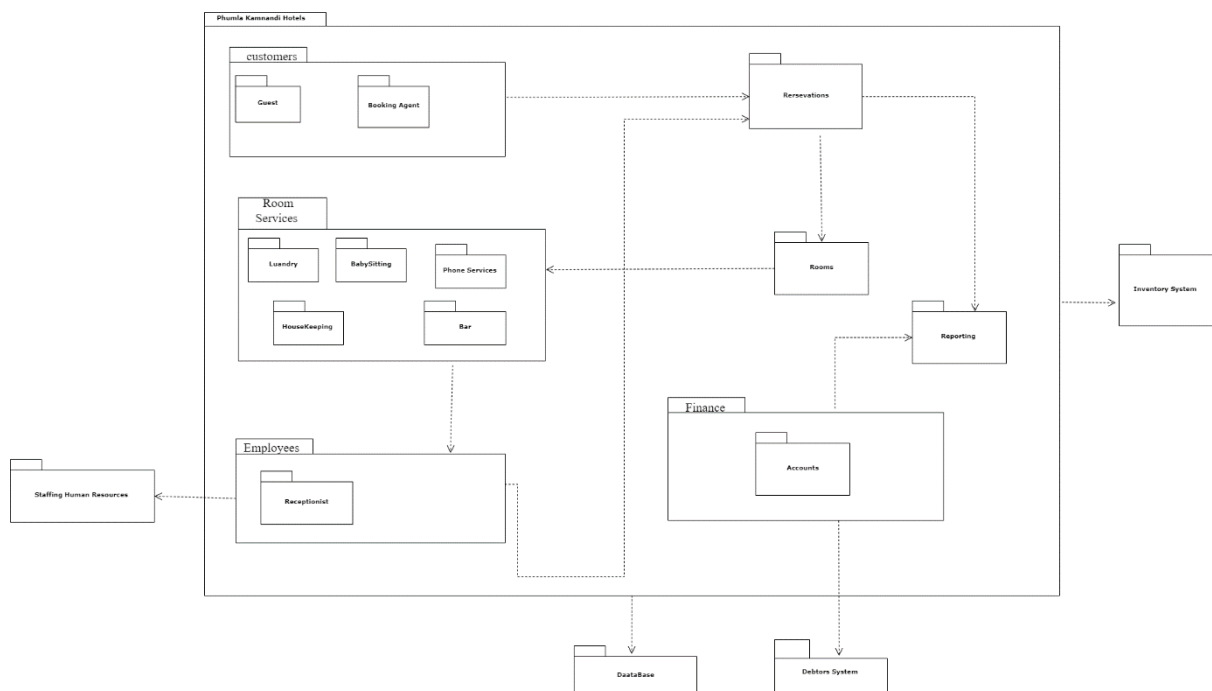 Phumla Kamnandi Hotels
customers
Guest
Booking Agent
Rersevations
Room
Services
Luandry
BabySitting
Phone Services
HouseKeeping
Bar
Rooms
Inventory System
Reporting
Finance
Accounts
Employees
Receptionist
Staffing Human Resources
DaataBase
Debtors System